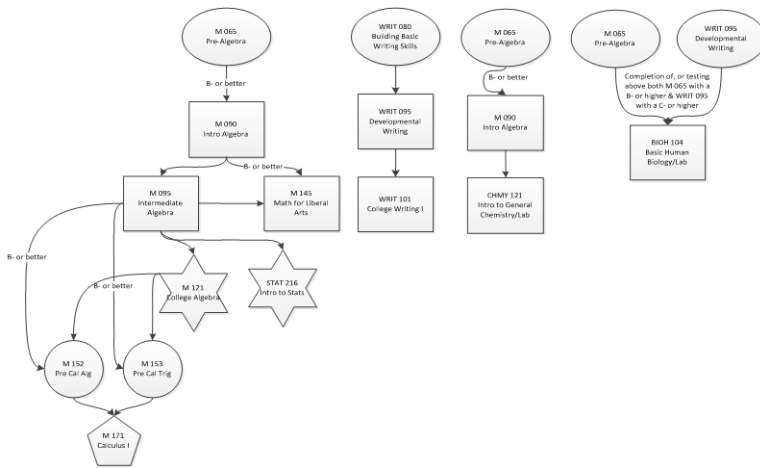 M 065
Pre-Algebra
B- or better
M 090
Intro Algebra
B- or better
B- or better
M 095
Intermediate
Algebra
M 145
Math for Liberal
Arts
B- or better
B- or better
M 121
College Algebra
STAT 216
Intro to Stats
M 152
Pre Cal Alg
M 153
Pre Cal Trig
M 171
Calculus I
WRIT 080
Building Basic
Writing Skills
WRIT 095
Developmental
Writing
WRIT 101
College Writing I
M 065
Pre-Algebra
B- or better
M 090
Intro Algebra
CHMY 121
Intro to General
Chemistry/Lab
M 065
Pre-Algebra
WRIT 095
Developmental
Writing
Completion of, or testing
above both M 065 with a
B- or higher & WRIT 095
with a C- or higher
BIOH 104
Basic Human
Biology/Lab